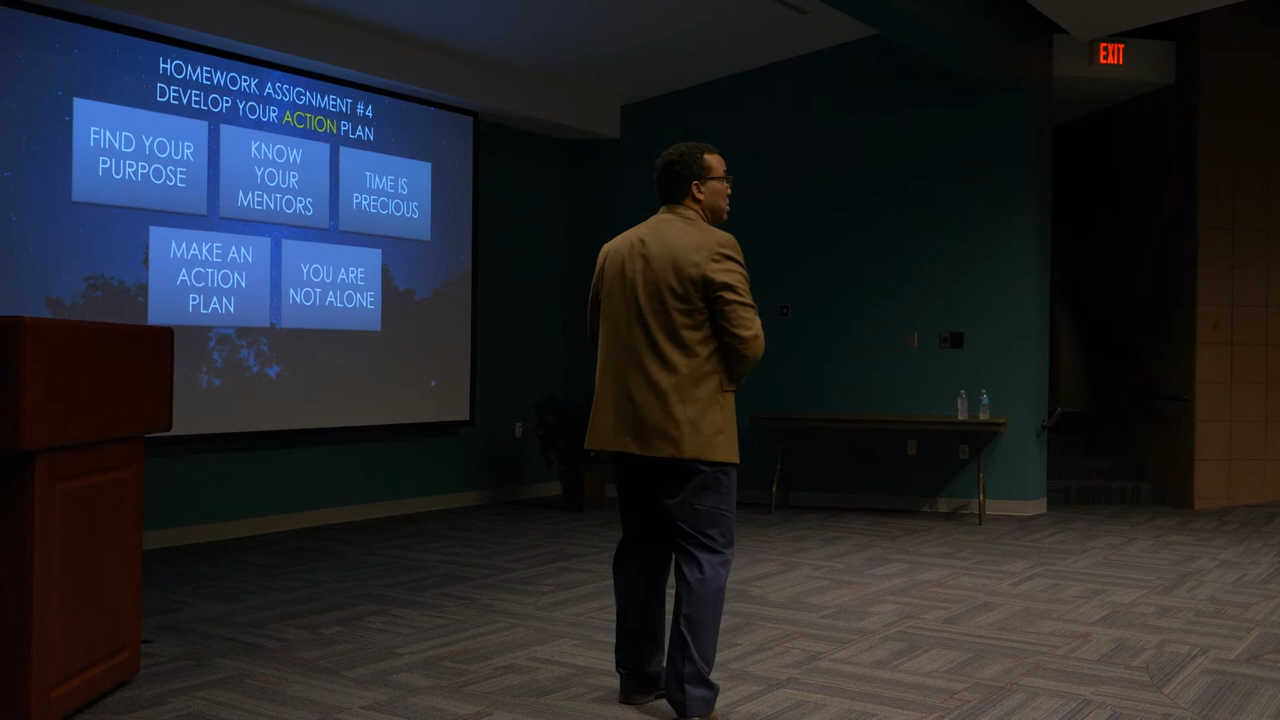 HOMEWORK ASSIGNMENT #4
DEVELOP YOUR ACTION PLAN
FIND YOUR
PURPOSE
KNOW
YOUR
MENTORS
TIME IS
PRECIOUS
MAKE AN
ACTION
PLAN
YOU ARE
NOT ALONE
EXIT